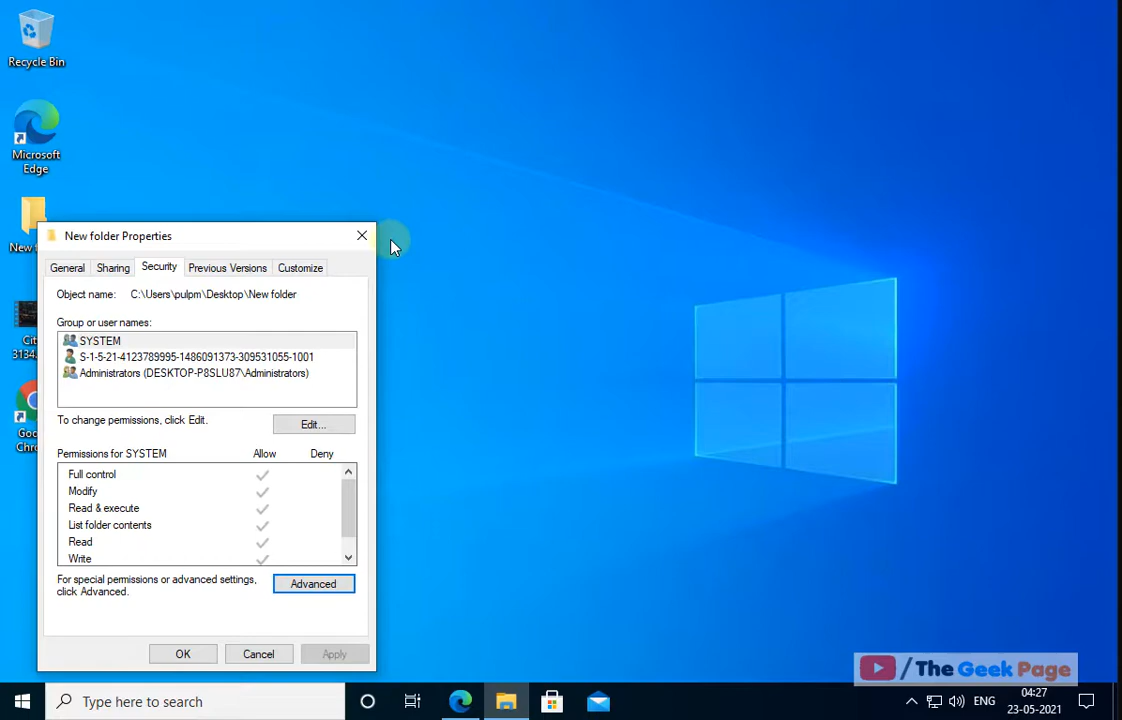 Recycle Bin
Microsoft
Edge
New f
Cit
3134.
Goo
Chro
New folder Properties
General Sharing Security Previous Versions Customize
Object name: C:\Users\pulpm\Desktop\New folder
Group or user names:
SYSTEM
S-1-5-21-4123789995-1486091373-309531055-1001
Administrators (DESKTOP-P8SLU87\Administrators)
To change permissions, click Edit.
Edit...
Permissions for SYSTEM Allow Deny
Full control
Modify
Read & execute
List folder contents
Read
Write
For special permissions or advanced settings,
click Advanced.
Advanced
OK Cancel Apply
/ The Geek Page
Type here to search
ENG
04:27
23-05-2021